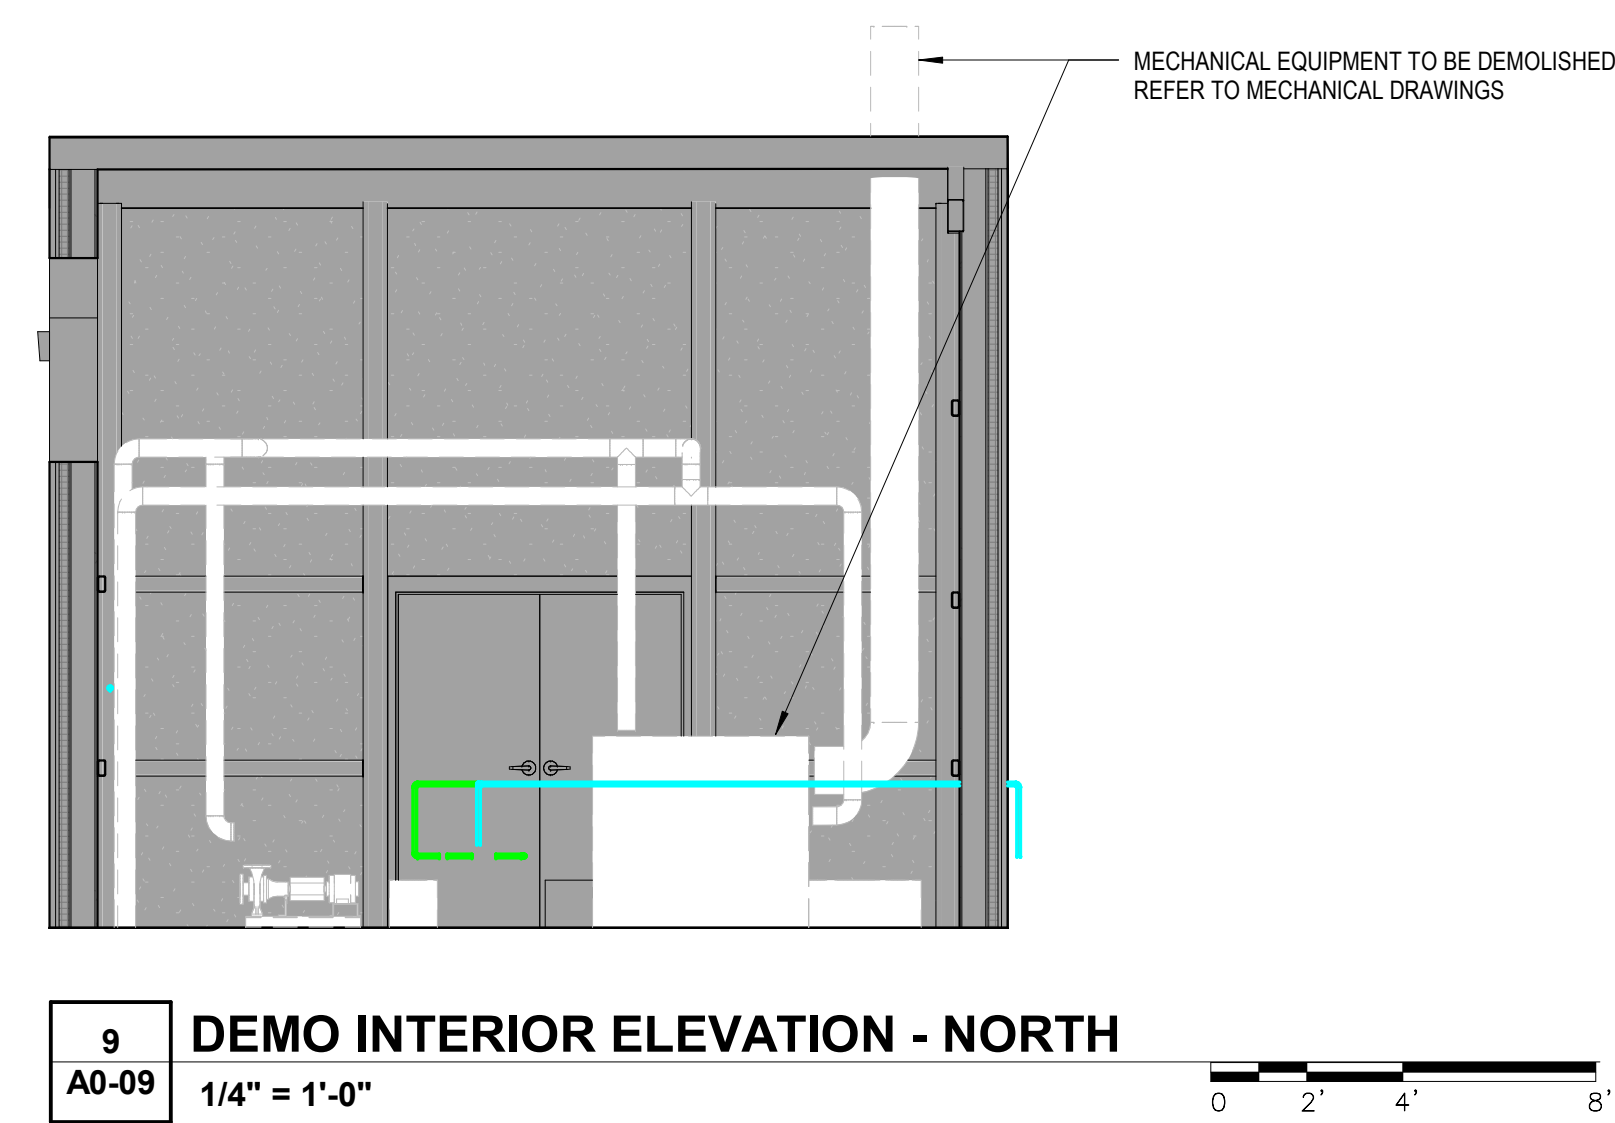 MECHANICAL EQUIPMENT TO BE DEMOLISHED
REFER TO MECHANICAL DRAWINGS
9
A0-09
DEMO INTERIOR ELEVATION - NORTH
1/4" = 1'-0"
0 2' 4' 8'